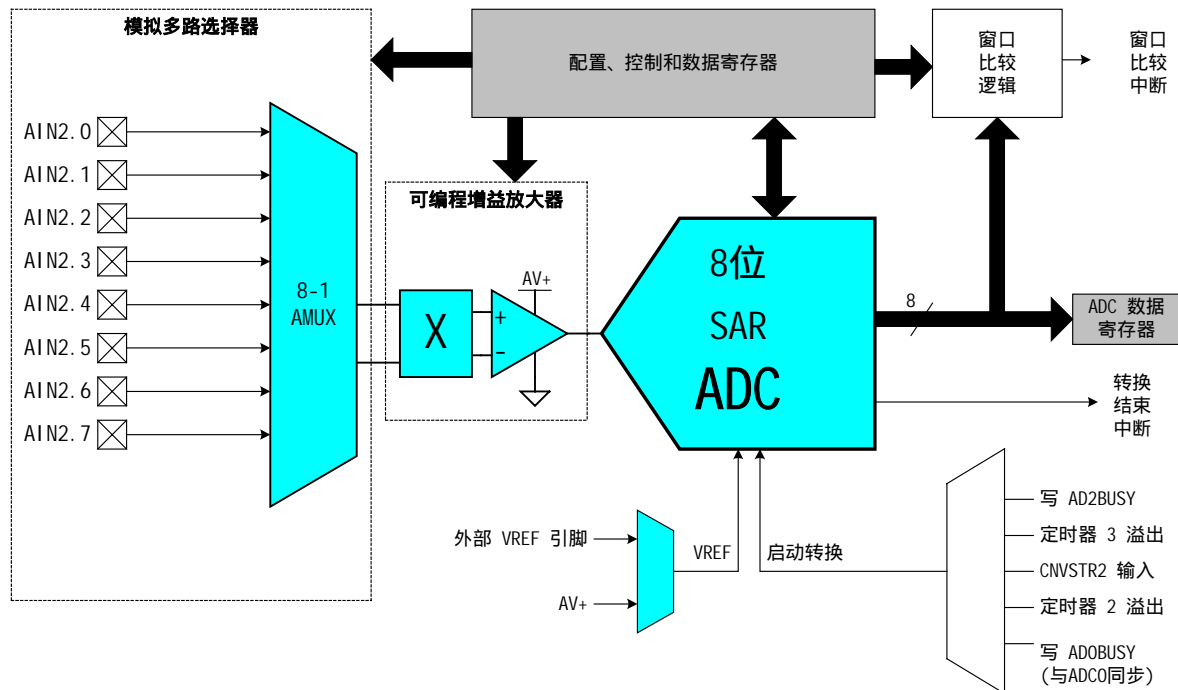 模拟多路选择器
配置、控制和数据寄存器
窗口
比较
逻辑
窗口
比较
中断
AIN2.0
AIN2.1
AIN2.2
AIN2.3
AIN2.4
AIN2.5
AIN2.6
AIN2.7
8-1
AMUX
可编程增益放大器
X
AV+
+
-
8位
SAR
ADC
8
ADC 数据
寄存器
转换
结束
中断
外部 VREF 引脚
AV+
VREF
启动转换
写 AD2BUSY
定时器 3 溢出
CNVSTR2 输入
定时器 2 溢出
写 AD0BUSY
(与ADC0同步)